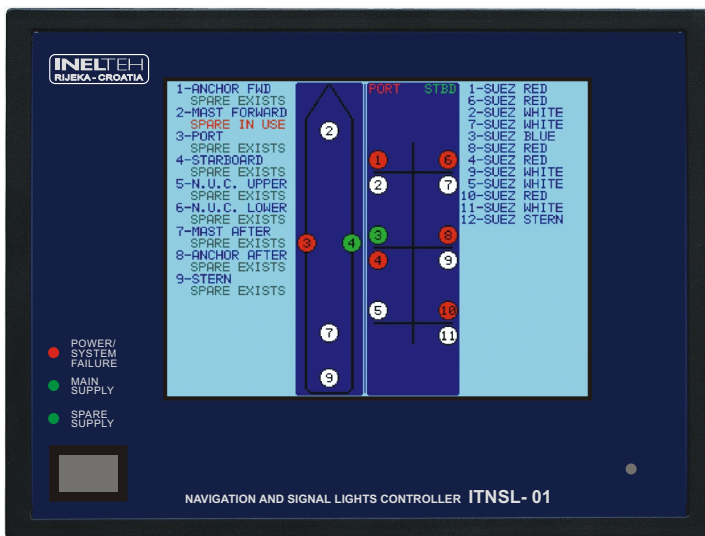 INELTEH
RIJEKA - CROATIA
1-ANCHOR FWD
SPARE EXISTS
2-MAST FORWARD
SPARE IN USE
3-PORT
SPARE EXISTS
4-STARBOARD
SPARE EXISTS
5-N.U.C. UPPER
SPARE EXISTS
6-N.U.C. LOWER
SPARE EXISTS
7-MAST AFTER
SPARE EXISTS
8-ANCHOR AFTER
SPARE EXISTS
9-STERN
SPARE EXISTS
2
3 4
7
9
PORT STBD
1 6
2 7
3 8
4 9
5 10
11
1-SUEZ RED
6-SUEZ RED
2-SUEZ WHITE
7-SUEZ WHITE
3-SUEZ BLUE
8-SUEZ RED
4-SUEZ RED
9-SUEZ WHITE
5-SUEZ WHITE
10-SUEZ RED
11-SUEZ WHITE
12-SUEZ STERN
POWER/
SYSTEM
FAILURE
MAIN
SUPPLY
SPARE
SUPPLY
NAVIGATION AND SIGNAL LIGHTS CONTROLLER ITNSL- 01